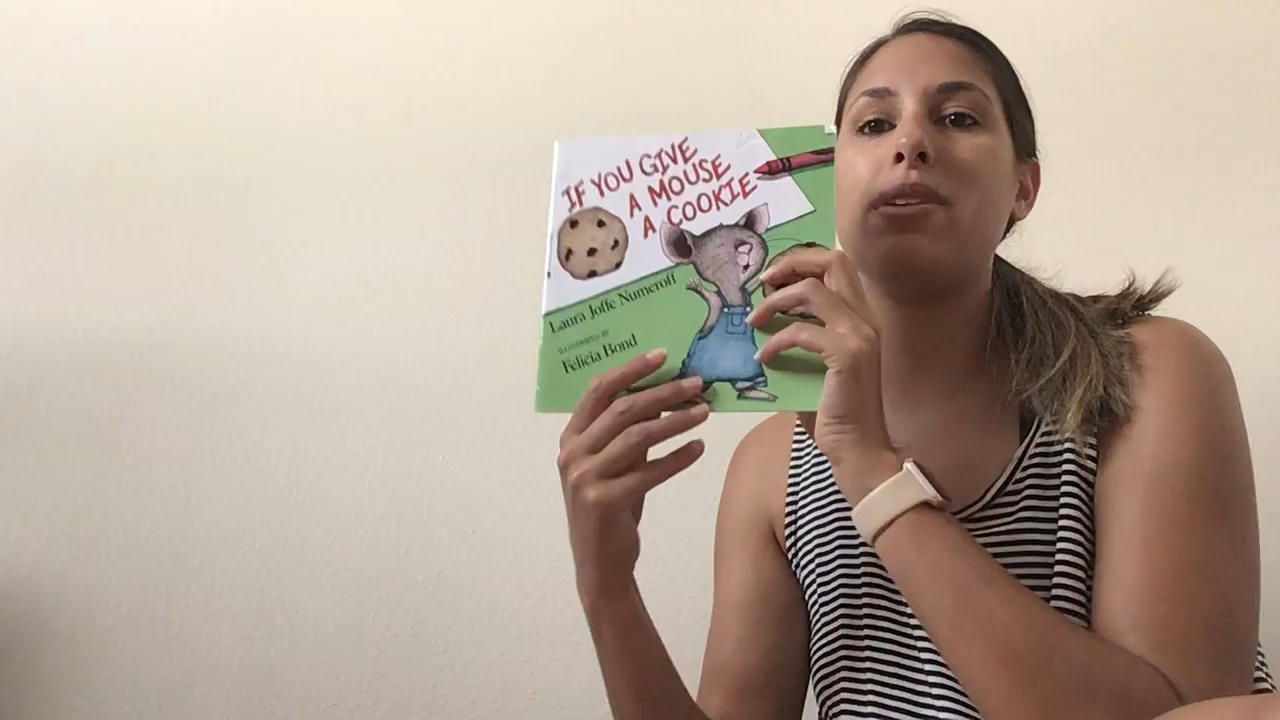 IF YOU GIVE
A MOUSE
A COOKIE
Laura Joffe Numeroff
ILLUSTRATED BY
Felicia Bond